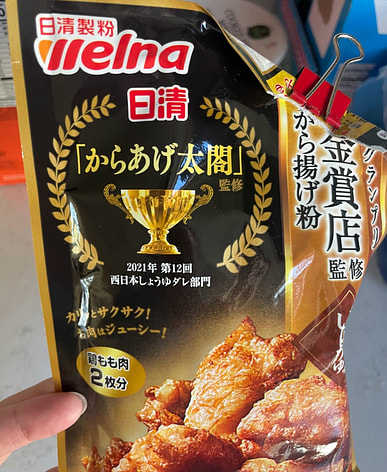 日清製粉
Welna
日清
「からあげ太閤」
監修
2021年 第12回
西日本しょうゆダレ部門
カリッとサクサク!
お肉はジューシー!
鶏もも肉
2枚分
グランプリ
金賞店
監修
から揚げ粉